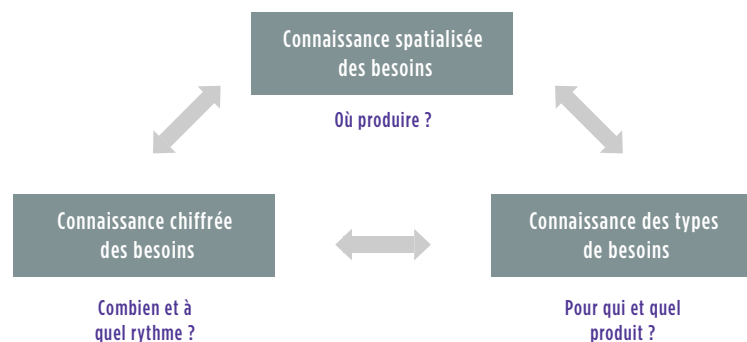 Connaissance spatialisée
des besoins
Où produire ?
Connaissance chiffrée
des besoins
Combien et à
quel rythme ?
Connaissance des types
de besoins
Pour qui et quel
produit ?